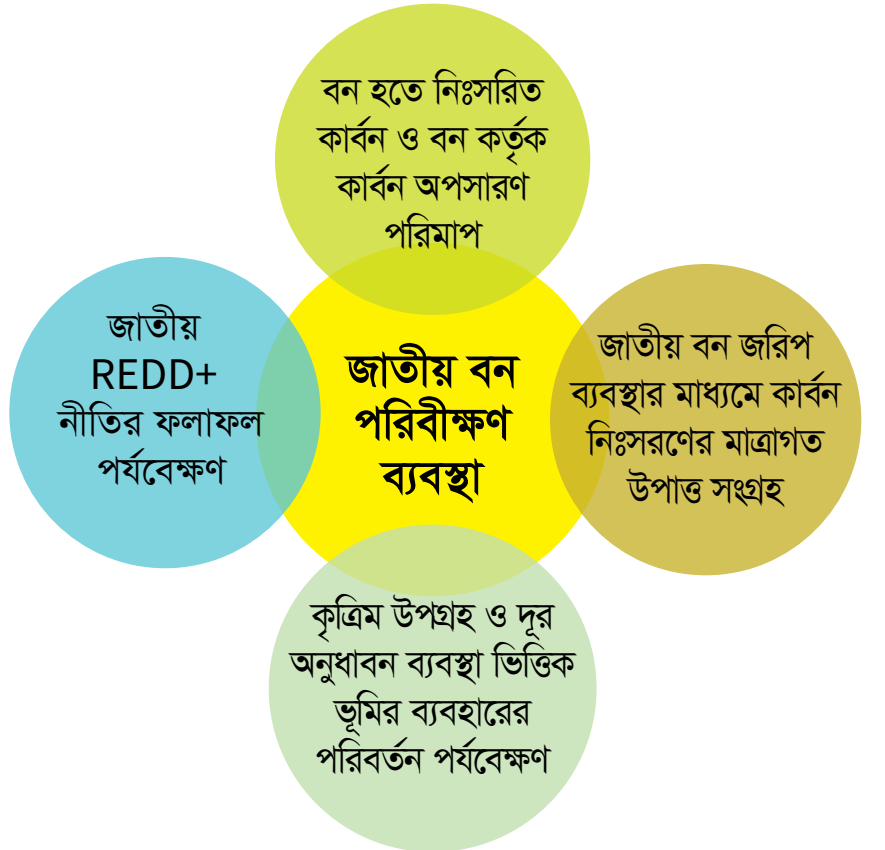 বন হতে নিঃসরিত
কার্বন ও বন কর্তৃক
কার্বন অপসারণ
পরিমাপ
জাতীয়
REDD+
নীতির ফলাফল
পর্যবেক্ষণ
জাতীয় বন
পরিবীক্ষণ
ব্যবস্থা
জাতীয় বন জরিপ
ব্যবস্থার মাধ্যমে কার্বন
নিঃসরণের মাত্রাগত
উপাত্ত সংগ্রহ
কৃত্রিম উপগ্রহ ও দূর
অনুধাবন ব্যবস্থা ভিত্তিক
ভূমির ব্যবহারের
পরিবর্তন পর্যবেক্ষণ